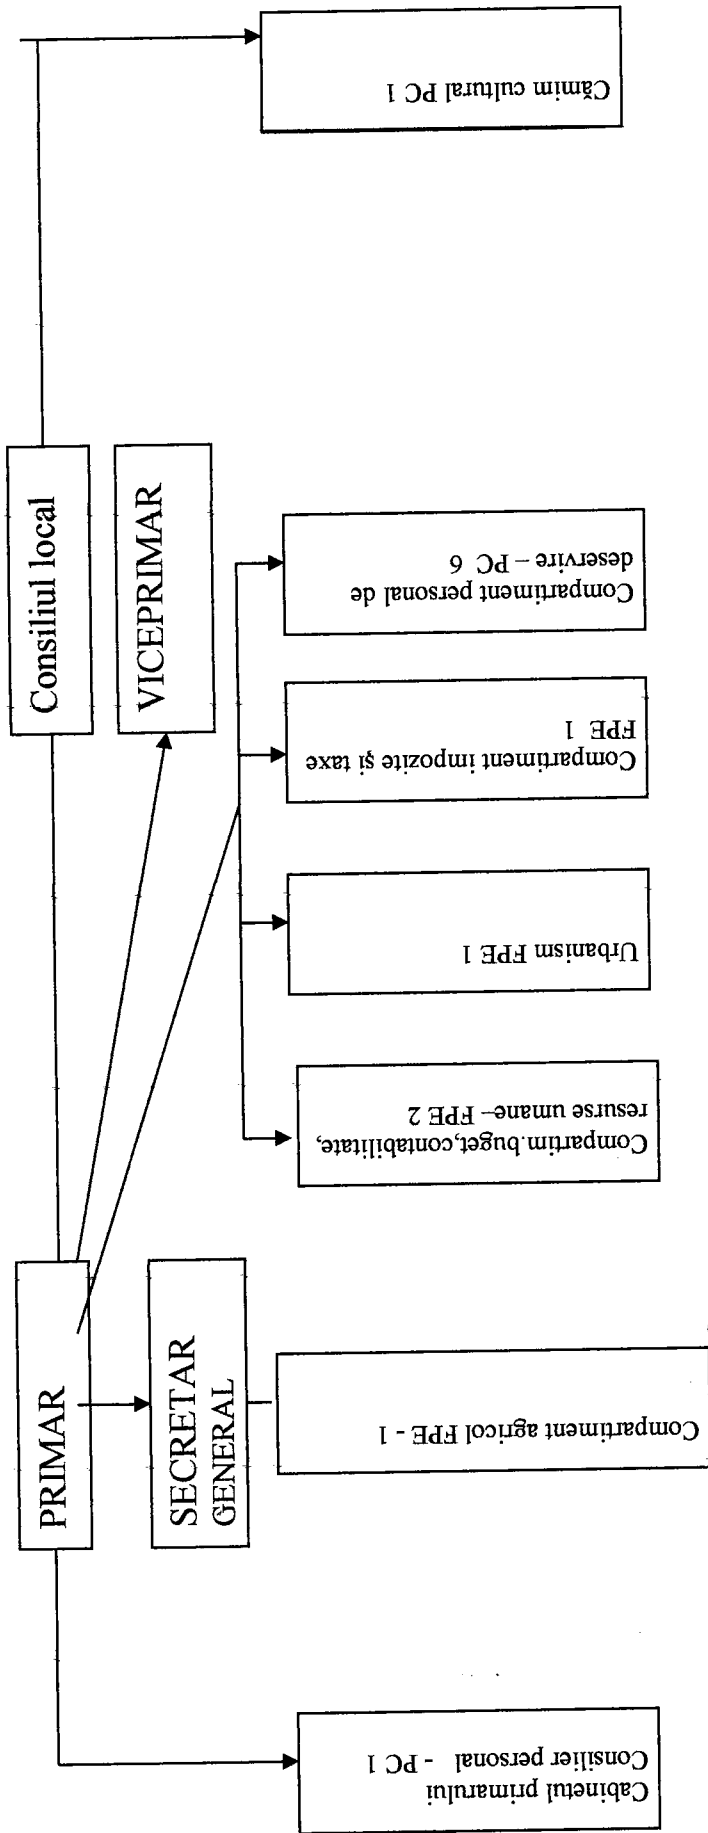 Consiliul local
PRIMAR
VICEPRIMAR
SECRETAR
GENERAL
Cabinetul primarului
Consilier personal - PC 1
Compartiment agricol FPE - 1
Compartim.buget,contabilitate,
resurse umane– FPE 2
Urbanism FPE 1
Compartiment impozite și taxe
FPE 1
Compartiment personal de
deservire – PC 6
Cămim cultural PC 1